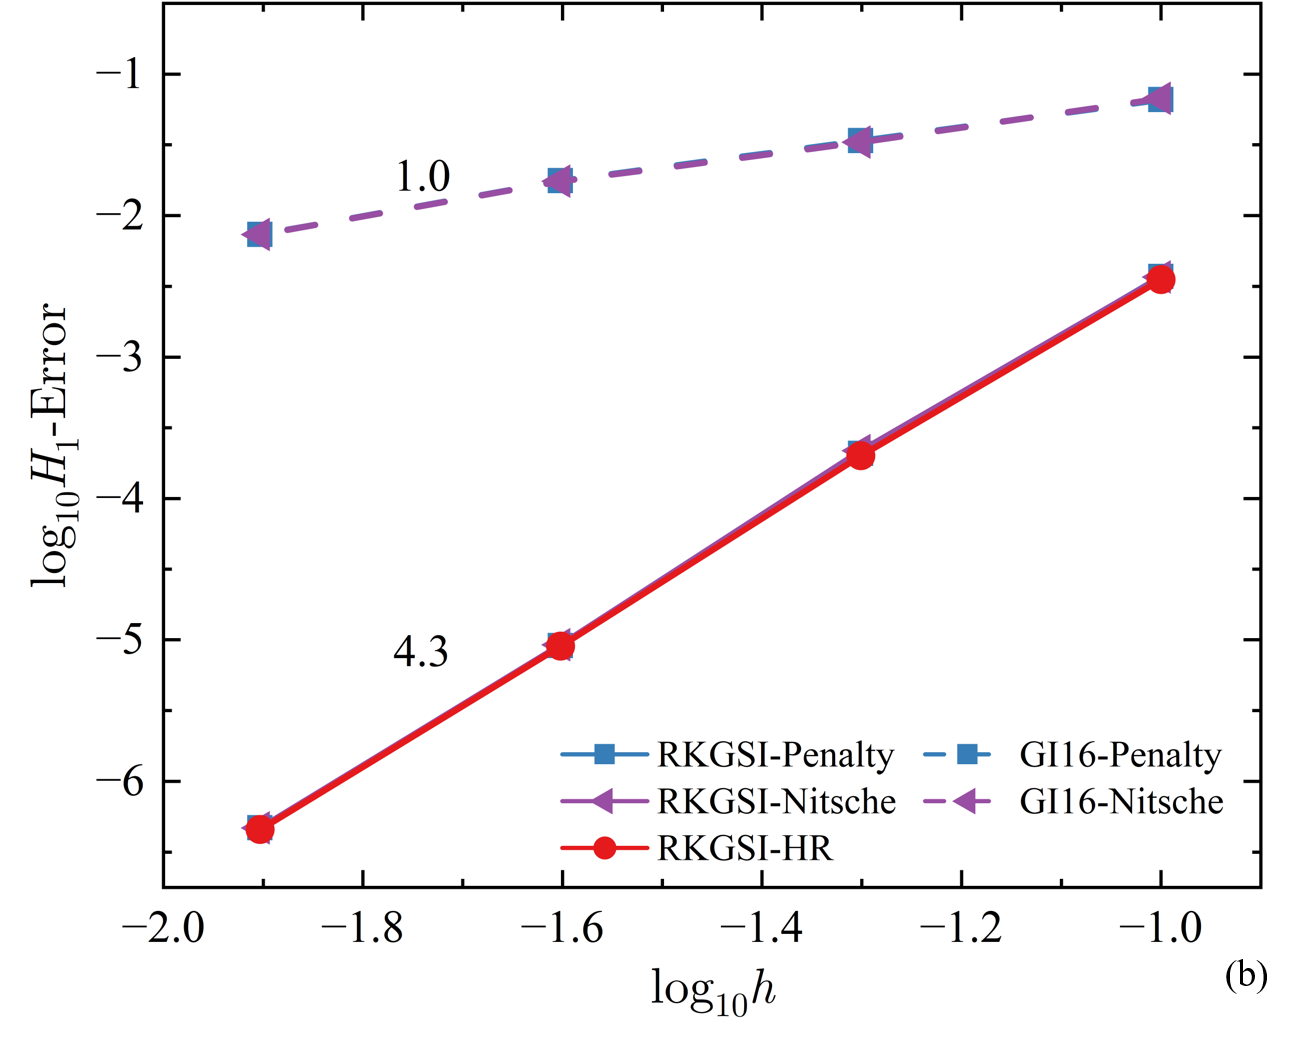 −1
−2
−3
−4
−5
−6
log₁₀H₁-Error
1.0
4.3
RKGSI-Penalty GI16-Penalty
RKGSI-Nitsche GI16-Nitsche
RKGSI-HR
−2.0 −1.8 −1.6 −1.4 −1.2 −1.0
log₁₀h
(b)